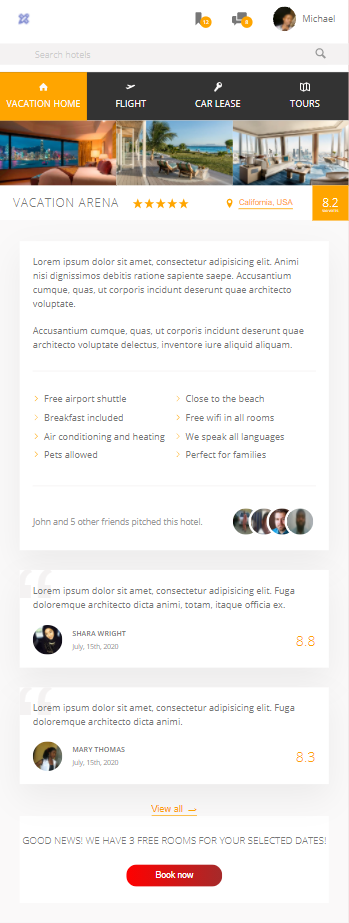 12 8 Michael
Search hotels
VACATION HOME FLIGHT CAR LEASE TOURS
VACATION ARENA California, USA 8.2
Lorem ipsum dolor sit amet, consectetur adipisicing elit. Animi
nisi dignissimos debitis ratione sapiente saepe. Accusantium
cumque, quas, ut corporis incidunt deserunt quae architecto
voluptate.
Accusantium cumque, quas, ut corporis incidunt deserunt quae
architecto voluptate delectus, inventore iure aliquid aliquam.
Free airport shuttle Close to the beach
Breakfast included Free wifi in all rooms
Air conditioning and heating We speak all languages
Pets allowed Perfect for families
John and 5 other friends pitched this hotel.
“
Lorem ipsum dolor sit amet, consectetur adipisicing elit. Fuga
doloremque architecto dicta animi, totam, itaque officia ex.
SHARA WRIGHT
July, 15th, 2020
8.8
“
Lorem ipsum dolor sit amet, consectetur adipisicing elit. Fuga
doloremque architecto dicta animi.
MARY THOMAS
July, 15th, 2020
8.3
View all
GOOD NEWS! WE HAVE 3 FREE ROOMS FOR YOUR SELECTED DATES!
Book now